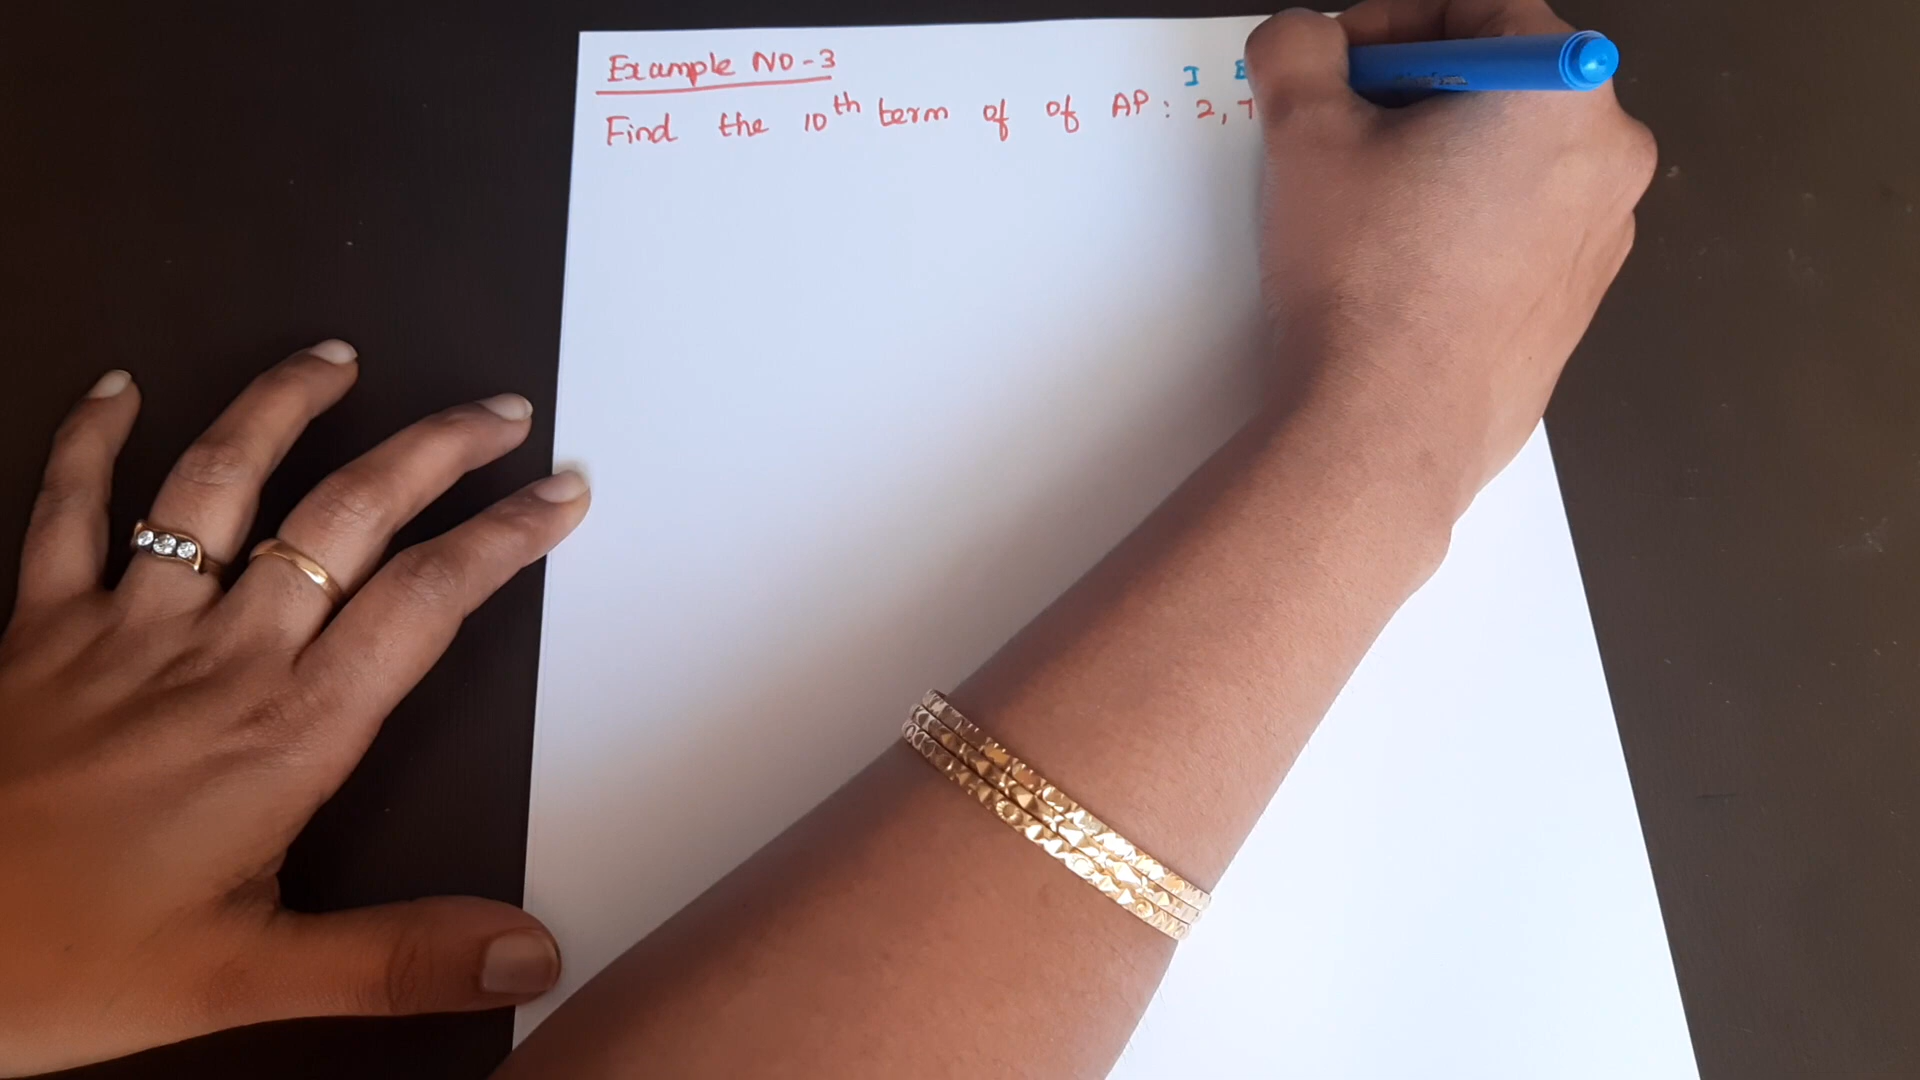 Example NO-3
I
Find the 10th term of of AP: 2, 7